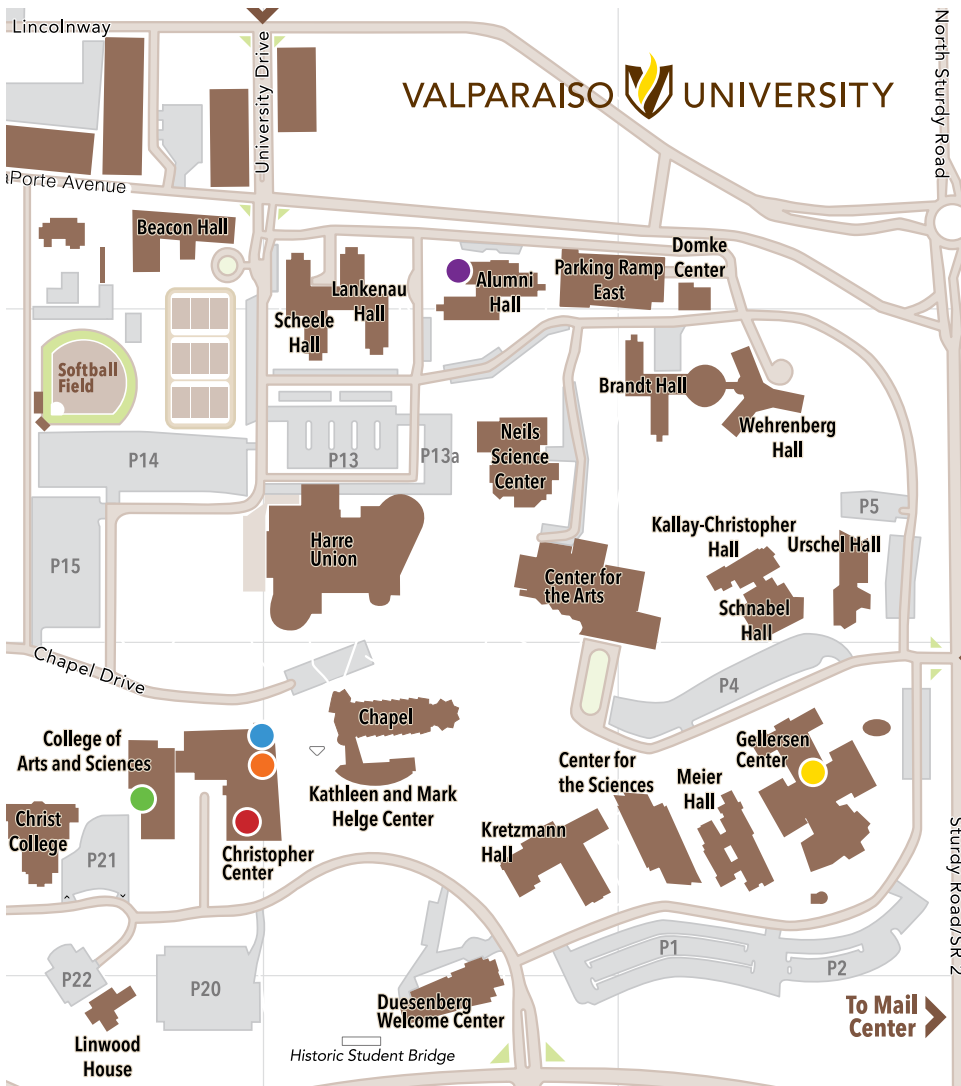 Lincolnway
University Drive
VALPARAISO UNIVERSITY
North Sturdy Road
aPorte Avenue
Beacon Hall
Domke
Center
Parking Ramp
East
Alumni
Hall
Lankenau
Hall
Scheele
Hall
Softball
Field
Brandt Hall
Wehrenberg
Hall
Neils
Science
Center
P14
P13
P13a
P5
Kallay-Christopher
Hall
Urschel Hall
Harre
Union
P15
Center for
the Arts
Schnabel
Hall
Chapel Drive
P4
Chapel
College of
Arts and Sciences
Gellersen
Center
Center for
the Sciences
Meier
Hall
Kathleen and Mark
Helge Center
Christ
College
Kretzmann
Hall
Christopher
Center
P21
Sturdy Road/SR 2
P1
P2
P22
P20
Duesenberg
Welcome Center
To Mail
Center
Linwood
House
Historic Student Bridge